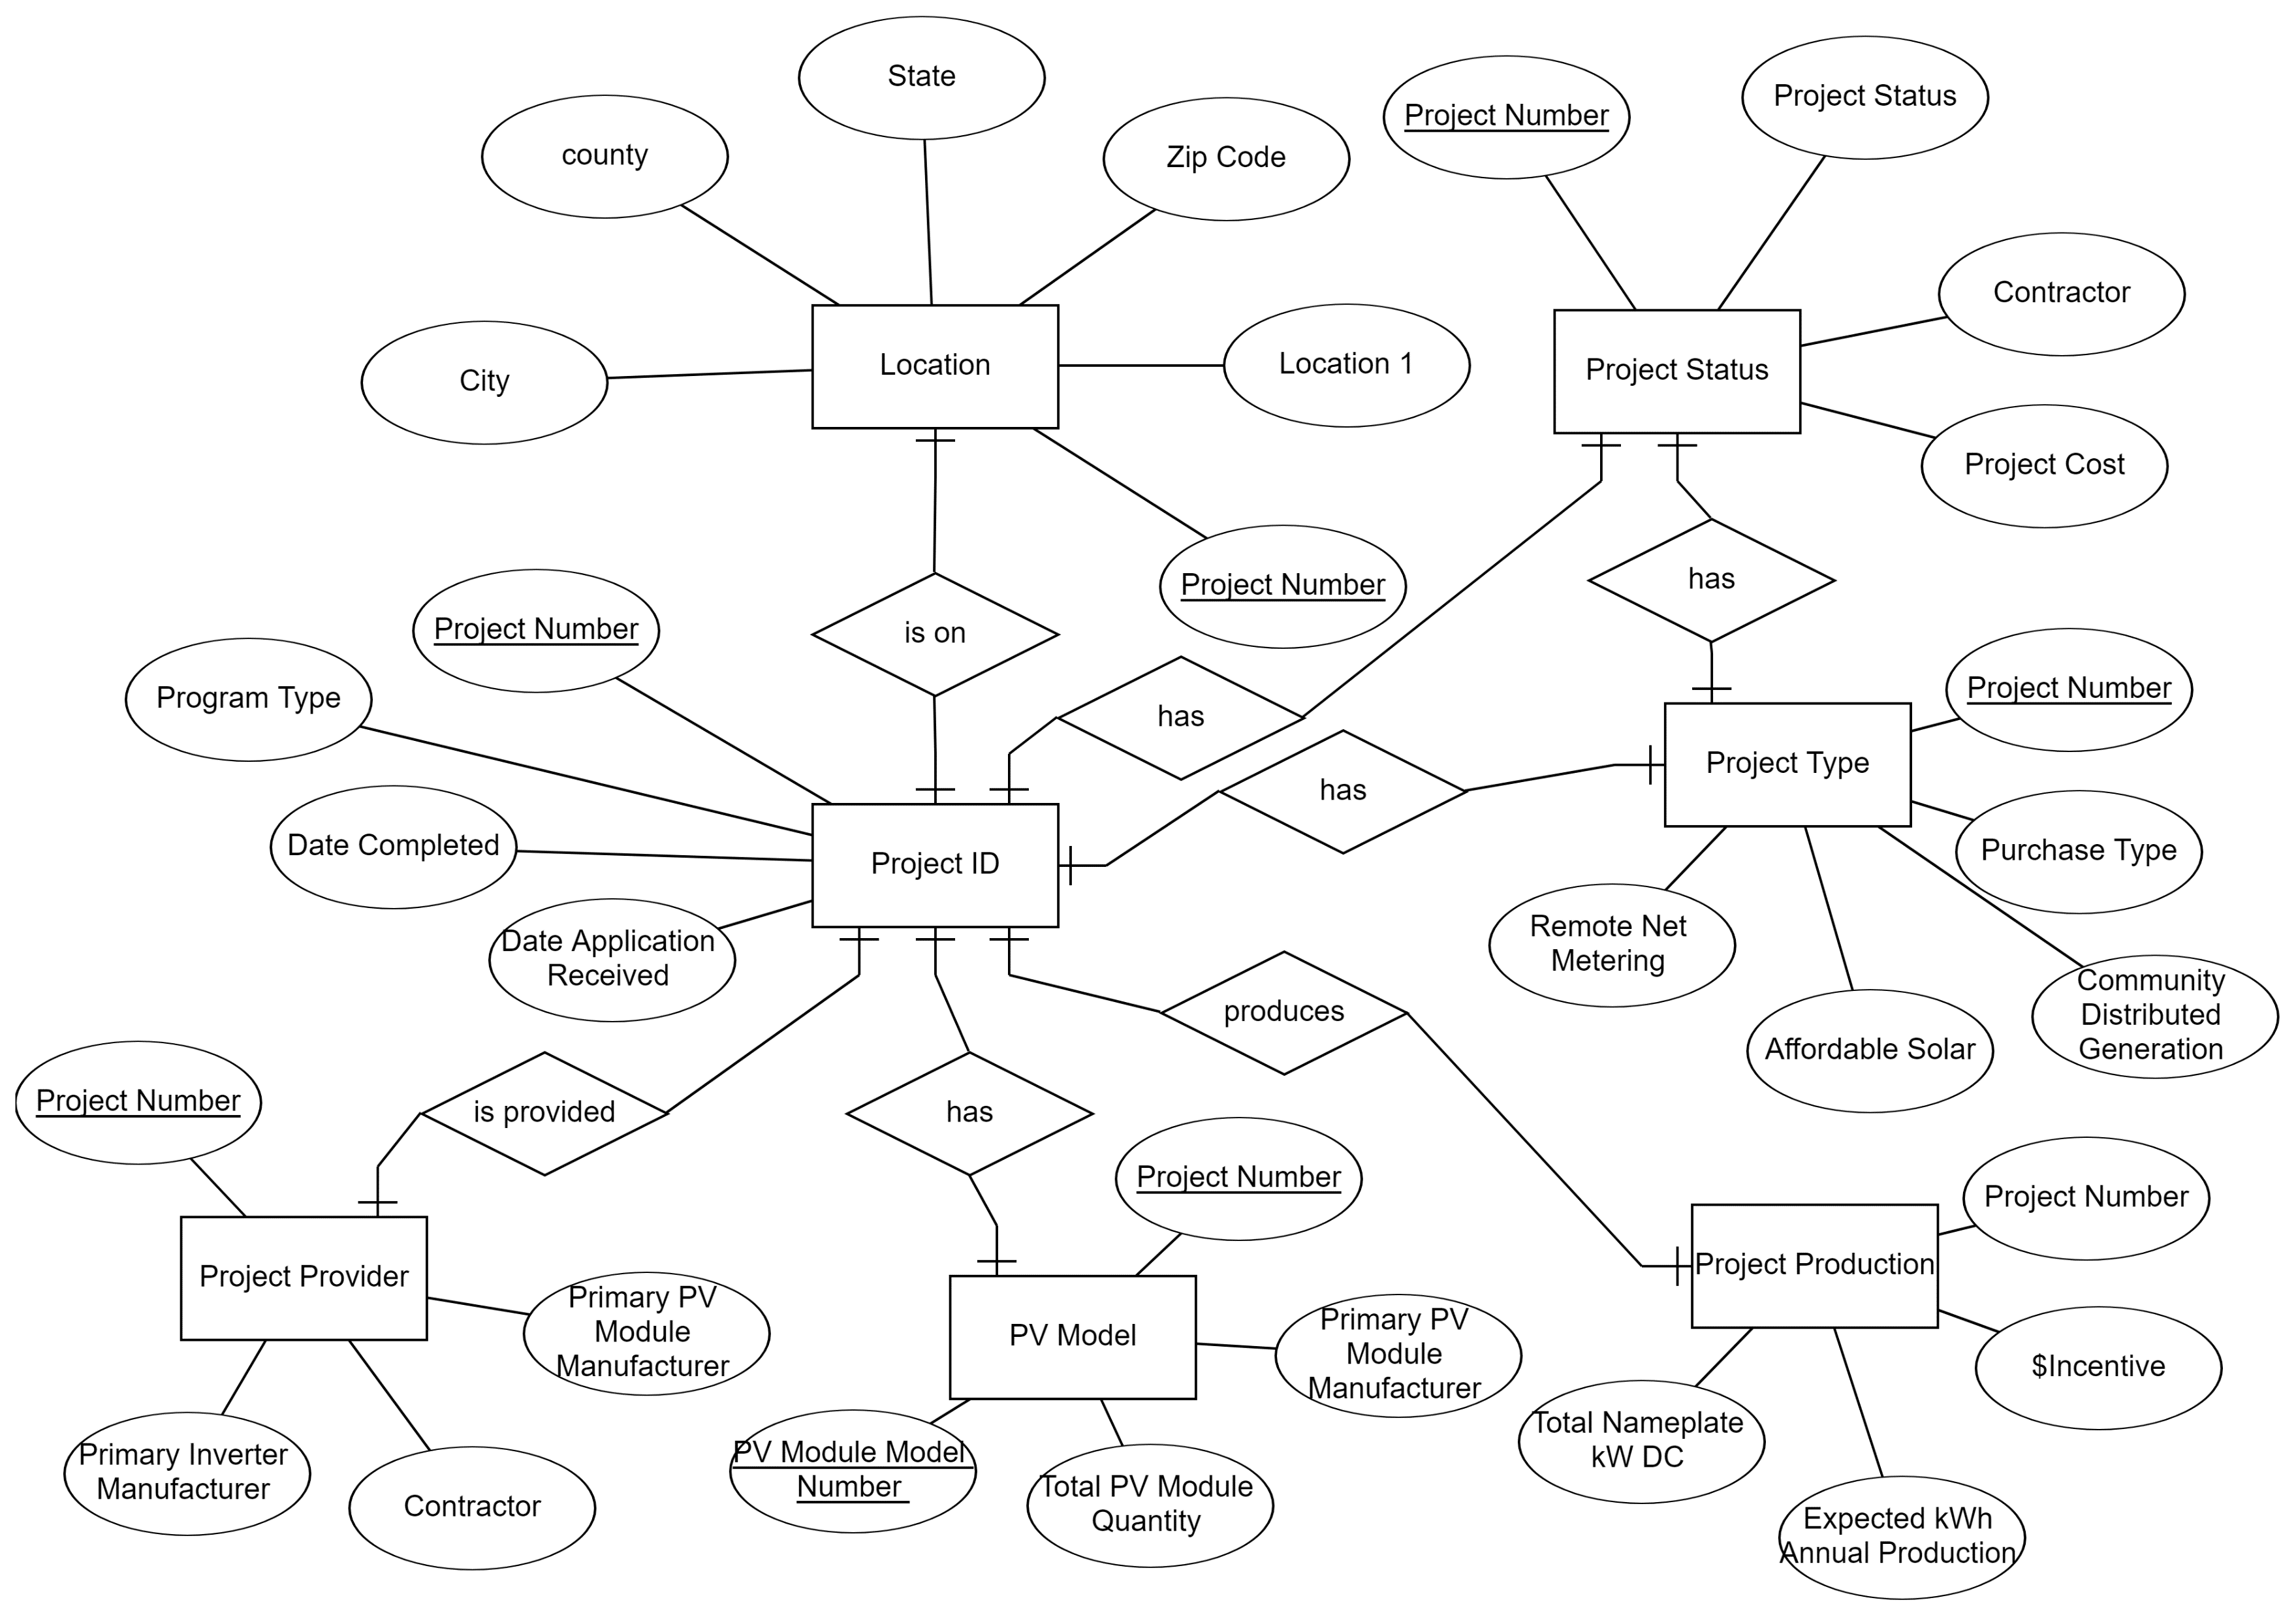 State
Project Status
Project Number
county
Zip Code
Contractor
Location
Location 1
Project Status
City
Project Cost
has
Project Number
Project Number
is on
Project Number
Program Type
has
Project Type
has
Date Completed
Project ID
Purchase Type
Date Application
Received
Remote Net
Metering
Community
Distributed
Generation
produces
Affordable Solar
Project Number
is provided
has
Project Number
Project Number
Project Provider
Project Production
Primary PV
Module
Manufacturer
PV Model
Primary PV
Module
Manufacturer
$Incentive
Primary Inverter
Manufacturer
Contractor
PV Module Model
Number
Total PV Module
Quantity
Total Nameplate
kW DC
Expected kWh
Annual Production